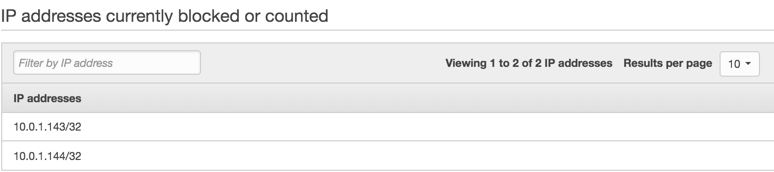 IP addresses currently blocked or counted
Filter by IP address Viewing 1 to 2 of 2 IP addresses Results per page 10
IP addresses
10.0.1.143/32
10.0.1.144/32